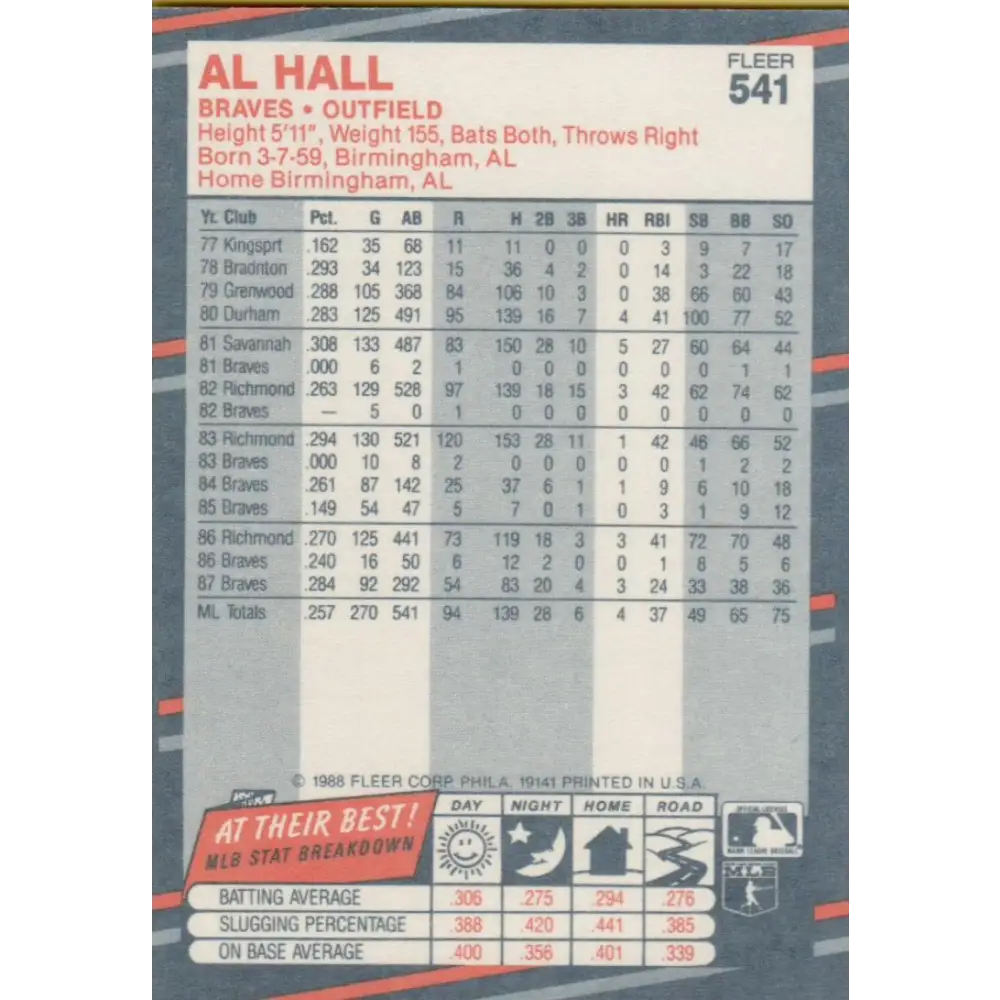 AL HALL
FLEER
541
BRAVES • OUTFIELD
Height 5'11", Weight 155, Bats Both, Throws Right
Born 3-7-59, Birmingham, AL
Home Birmingham, AL
Yr. Club Pct. G AB R H 2B 3B HR RBI SB BB SO
77 Kingsprt .162 35 68 11 11 0 0 0 3 9 7 17
78 Bradnton .293 34 123 15 36 4 2 0 14 3 22 18
79 Grenwood .288 105 368 84 106 10 3 0 38 66 60 43
80 Durham .283 125 491 95 139 16 7 4 41 100 77 52
81 Savannah .308 133 487 83 150 28 10 5 27 60 64 44
81 Braves .000 6 2 1 0 0 0 0 0 0 1 1
82 Richmond .263 129 528 97 139 18 15 3 42 62 74 62
82 Braves — 5 0 1 0 0 0 0 0 0 0 0
83 Richmond .294 130 521 120 153 28 11 1 42 46 66 52
83 Braves .000 10 8 2 0 0 0 0 0 1 2 2
84 Braves .261 87 142 25 37 6 1 1 9 6 10 18
85 Braves .149 54 47 5 7 0 1 0 3 1 9 12
86 Richmond .270 125 441 73 119 18 3 3 41 72 70 48
86 Braves .240 16 50 6 12 2 0 0 1 8 5 6
87 Braves .284 92 292 54 83 20 4 3 24 33 38 36
ML Totals .257 270 541 94 139 28 6 4 37 49 65 75
© 1988 FLEER CORP. PHILA. 19141 PRINTED IN U.S.A.
AT THEIR BEST!
MLB STAT BREAKDOWN
DAY NIGHT HOME ROAD
MAJOR LEAGUE BASEBALL
MLB
BATTING AVERAGE .306 .275 .294 .276
SLUGGING PERCENTAGE .388 .420 .441 .385
ON BASE AVERAGE .400 .356 .401 .339